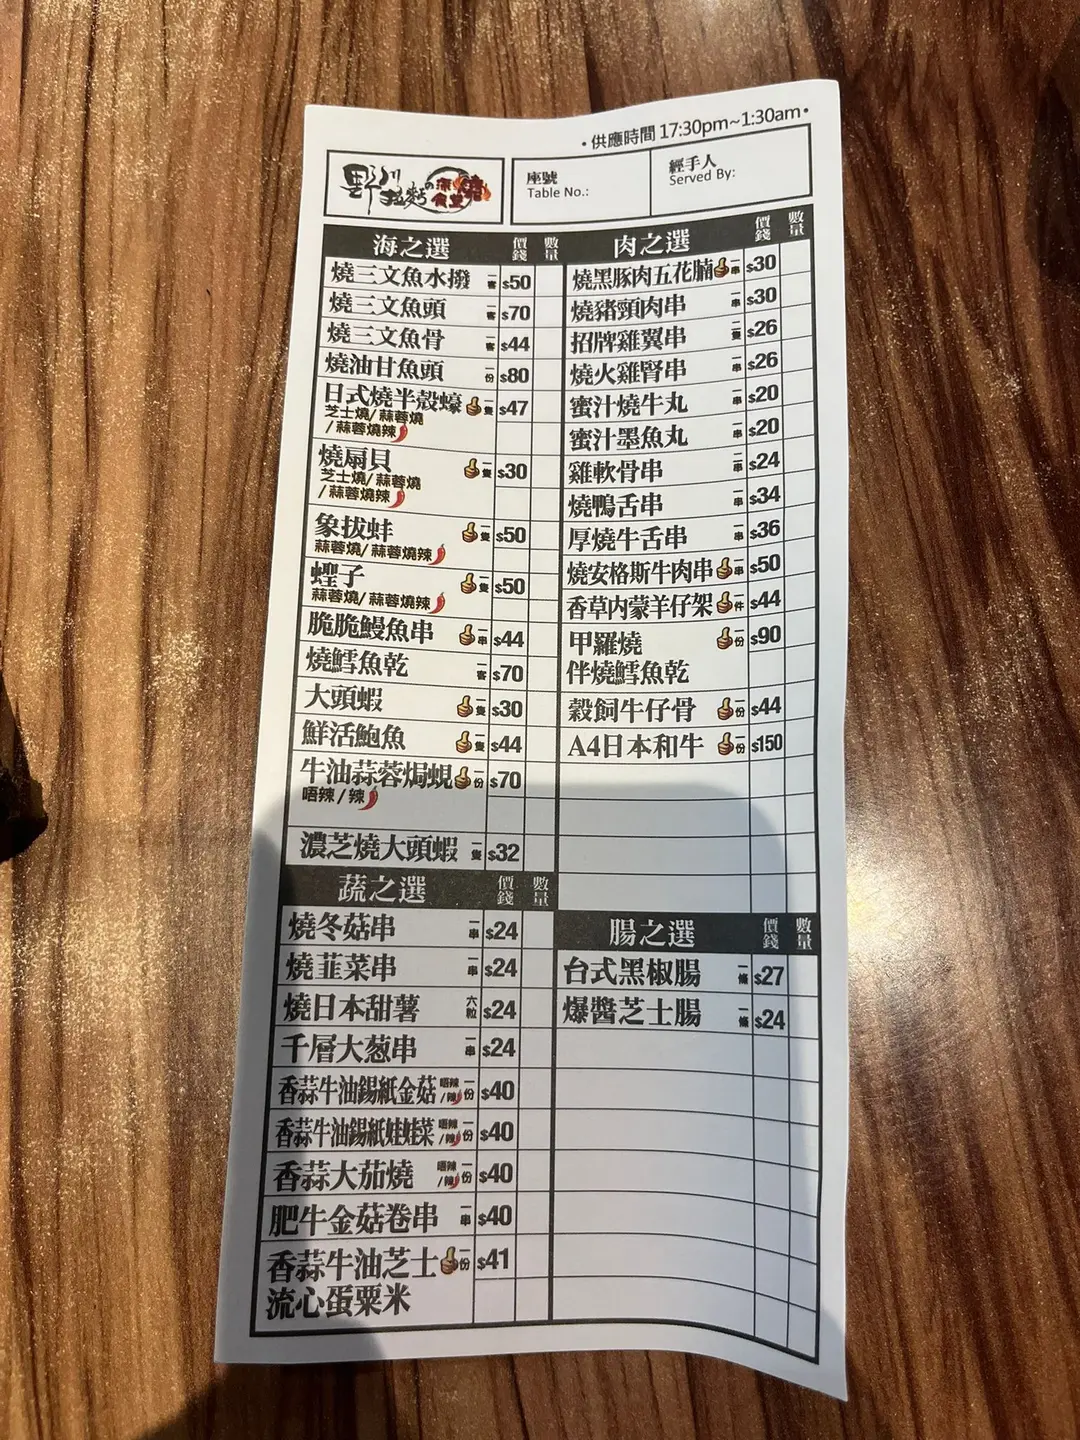 •供應時間 17:30pm~1:30am•
野川拉麵の深夜食堂 燒
座號
Table No.:
經手人
Served By:
海之選 價錢 數量
燒三文魚水撥 一客 $50
燒三文魚頭 一客 $70
燒三文魚骨 一客 $44
燒油甘魚頭 一份 $80
日式燒半殼蠔 一隻 $47
芝士燒/蒜蓉燒
/蒜蓉燒辣
燒扇貝 一隻 $30
芝士燒/蒜蓉燒
/蒜蓉燒辣
象拔蚌 一隻 $50
蒜蓉燒/蒜蓉燒辣
蟶子 一隻 $50
蒜蓉燒/蒜蓉燒辣
脆脆鰻魚串 一串 $44
燒鱈魚乾 一客 $70
大頭蝦 一隻 $30
鮮活鮑魚 一隻 $44
牛油蒜蓉焗蜆 一份 $70
唔辣/辣
濃芝燒大頭蝦 一隻 $32
蔬之選 價錢 數量
燒冬菇串 一串 $24
燒韮菜串 一串 $24
燒日本甜薯 六粒 $24
千層大葱串 一串 $24
香蒜牛油錫紙金菇 唔辣/辣 一份 $40
香蒜牛油錫紙娃娃菜 唔辣/辣 一份 $40
香蒜大茄燒 唔辣/辣 一份 $40
肥牛金菇卷串 一串 $40
香蒜牛油芝士 一份 $41
流心蛋粟米
肉之選 價錢 數量
燒黑豚肉五花腩 一串 $30
燒豬頸肉串 一串 $30
招牌雞翼串 一隻 $26
燒火雞腎串 一串 $26
蜜汁燒牛丸 一串 $20
蜜汁墨魚丸 一串 $20
雞軟骨串 二串 $24
燒鴨舌串 一串 $34
厚燒牛舌串 一串 $36
燒安格斯牛肉串 一串 $50
香草內蒙羊仔架 一件 $44
甲羅燒 一份 $90
伴燒鱈魚乾
穀飼牛仔骨 一份 $44
A4日本和牛 一份 $150
腸之選 價錢 數量
台式黑椒腸 一條 $27
爆醬芝士腸 一條 $24